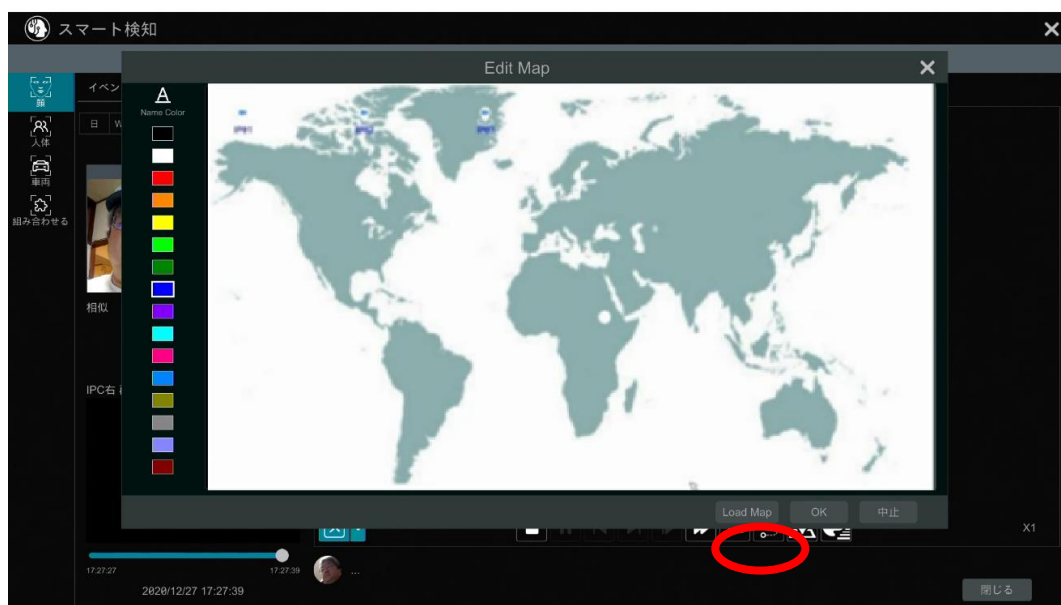 スマート検知
Edit Map
顔
人体
車両
組み合わせる
イベン
日 W
A
Name Color
相似
IPC右
Load Map
OK
中止
X1
17:27:27
17:27:39
...
2020/12/27 17:27:39
閉じる